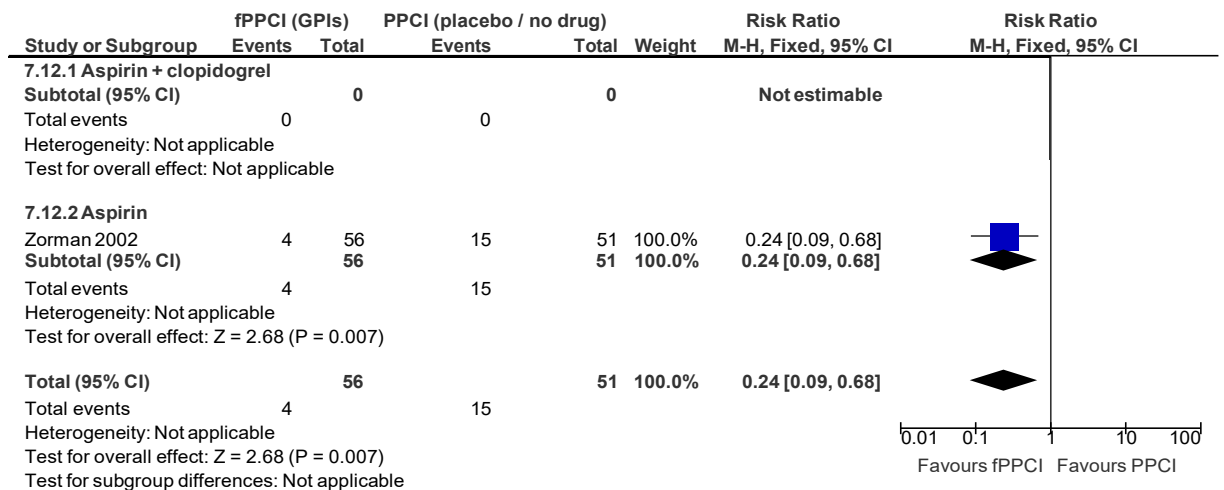 fPPCI (GPIs) PPCI (placebo / no drug) Risk Ratio Risk Ratio
Study or Subgroup Events Total Events Total Weight M-H, Fixed, 95% CI M-H, Fixed, 95% CI
7.12.1 Aspirin + clopidogrel
Subtotal (95% CI) 0 0 Not estimable
Total events 0 0
Heterogeneity: Not applicable
Test for overall effect: Not applicable
7.12.2 Aspirin
Zorman 2002 4 56 15 51 100.0% 0.24 [0.09, 0.68]
Subtotal (95% CI) 56 51 100.0% 0.24 [0.09, 0.68]
Total events 4 15
Heterogeneity: Not applicable
Test for overall effect: Z = 2.68 (P = 0.007)
Total (95% CI) 56 51 100.0% 0.24 [0.09, 0.68]
Total events 4 15
Heterogeneity: Not applicable
Test for overall effect: Z = 2.68 (P = 0.007)
Test for subgroup differences: Not applicable
0.01 0.1 1 10 100
Favours fPPCI Favours PPCI